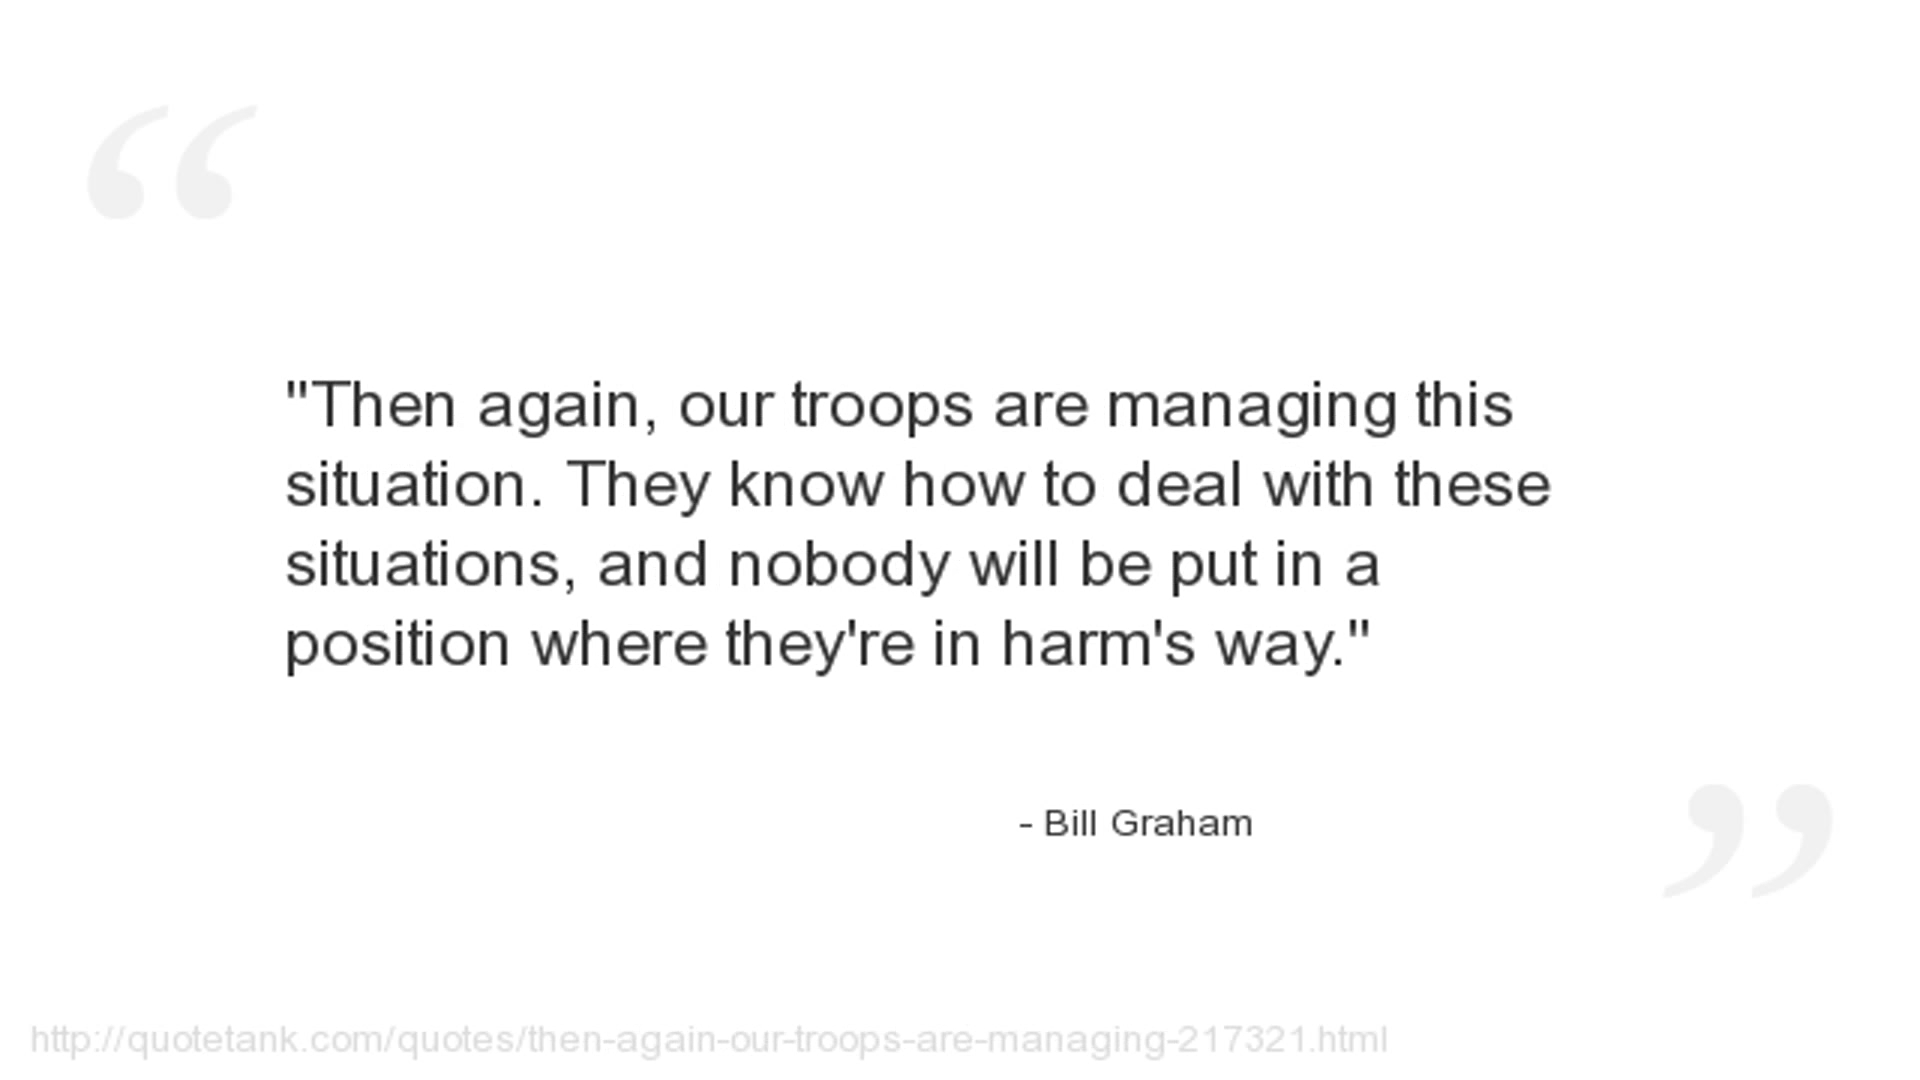 "Then again, our troops are managing this
situation. They know how to deal with these
situations, and nobody will be put in a
position where they're in harm's way."
- Bill Graham
http://quotetank.com/quotes/then-again-our-troops-are-managing-217321.html